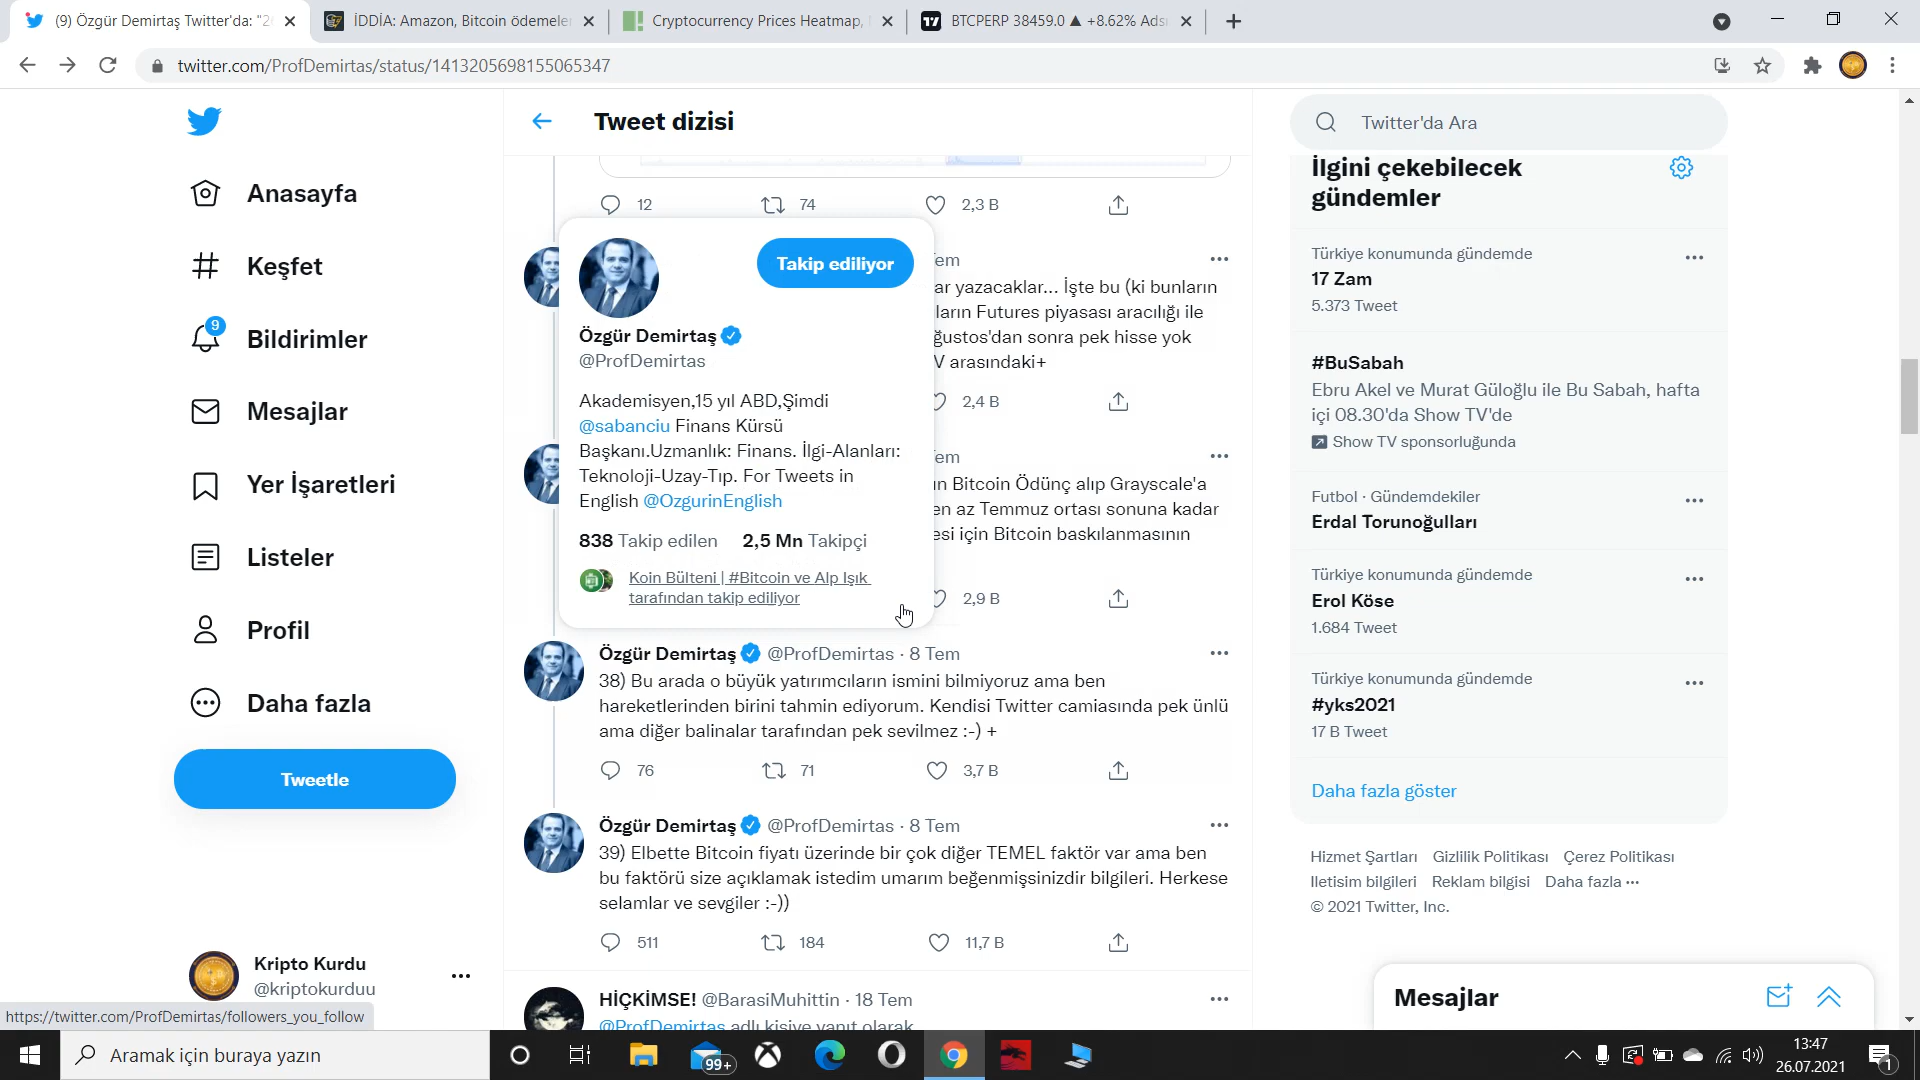 (9) Özgür Demirtaş Twitter'da: "2
İDDİA: Amazon, Bitcoin ödemeler
Cryptocurrency Prices Heatmap,
BTCPERP 38459.0 ▲ +8.62% Ads
twitter.com/ProfDemirtas/status/1413205698155065347
Anasayfa
Keşfet
9
Bildirimler
Mesajlar
Yer İşaretleri
Listeler
Profil
Daha fazla
Tweetle
Kripto Kurdu
@kriptokurduu
https://twitter.com/ProfDemirtas/followers_you_follow
Tweet dizisi
12 74 2,3 B
ar yazacaklar... İşte bu (ki bunların
ların Futures piyasası aracılığı ile
ğustos'dan sonra pek hisse yok
V arasındaki+
2,4 B
ın Bitcoin Ödünç alıp Grayscale'a
en az Temmuz ortası sonuna kadar
esi için Bitcoin baskılanmasının
2,9 B
Takip ediliyor
Özgür Demirtaş
@ProfDemirtas
Akademisyen,15 yıl ABD,Şimdi
@sabanciu Finans Kürsü
Başkanı.Uzmanlık: Finans. İlgi-Alanları:
Teknoloji-Uzay-Tıp. For Tweets in
English @OzgurinEnglish
838 Takip edilen 2,5 Mn Takipçi
Koin Bülteni | #Bitcoin ve Alp Işık
tarafından takip ediliyor
Özgür Demirtaş @ProfDemirtas · 8 Tem
38) Bu arada o büyük yatırımcıların ismini bilmiyoruz ama ben
hareketlerinden birini tahmin ediyorum. Kendisi Twitter camiasında pek ünlü
ama diğer balinalar tarafından pek sevilmez :-) +
76 71 3,7 B
Özgür Demirtaş @ProfDemirtas · 8 Tem
39) Elbette Bitcoin fiyatı üzerinde bir çok diğer TEMEL faktör var ama ben
bu faktörü size açıklamak istedim umarım beğenmişsinizdir bilgileri. Herkese
selamlar ve sevgiler :-))
511 184 11,7 B
HİÇKİMSE! @BarasiMuhittin · 18 Tem
@ProfDemirtas adlı kişiye yanıt olarak
Twitter'da Ara
İlgini çekebilecek
gündemler
Türkiye konumunda gündemde
17 Zam
5.373 Tweet
#BuSabah
Ebru Akel ve Murat Güloğlu ile Bu Sabah, hafta
içi 08.30'da Show TV'de
Show TV sponsorluğunda
Futbol · Gündemdekiler
Erdal Torunoğulları
Türkiye konumunda gündemde
Erol Köse
1.684 Tweet
Türkiye konumunda gündemde
#yks2021
17 B Tweet
Daha fazla göster
Hizmet Şartları Gizlilik Politikası Çerez Politikası
İletisim bilgileri Reklam bilgisi Daha fazla ···
© 2021 Twitter, Inc.
Mesajlar
Aramak için buraya yazın
99+
13:47
26.07.2021
1